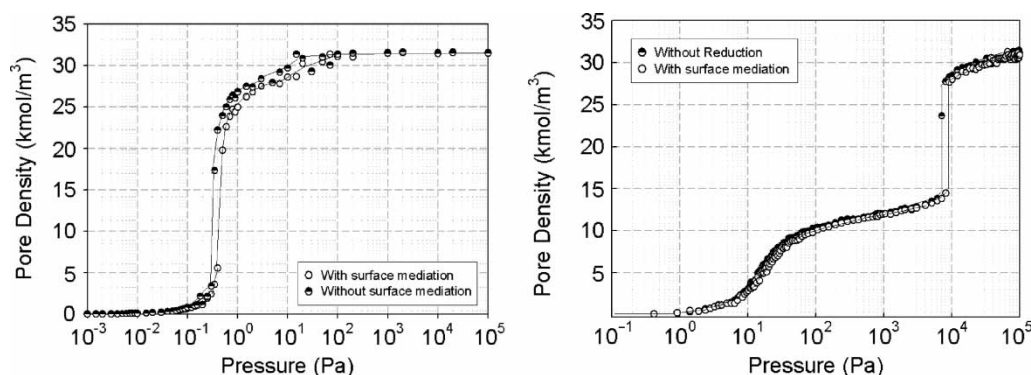 35
30
25
20
15
10
5
0
Pore Density (kmol/m³)
With surface mediation
Without surface mediation
10⁻³ 10⁻² 10⁻¹ 10⁰ 10¹ 10² 10³ 10⁴ 10⁵
Pressure (Pa)
35
30
25
20
15
10
5
Pore Density (kmol/m³)
Without Reduction
With surface mediation
10⁻¹ 10⁰ 10¹ 10² 10³ 10⁴ 10⁵
Pressure (Pa)